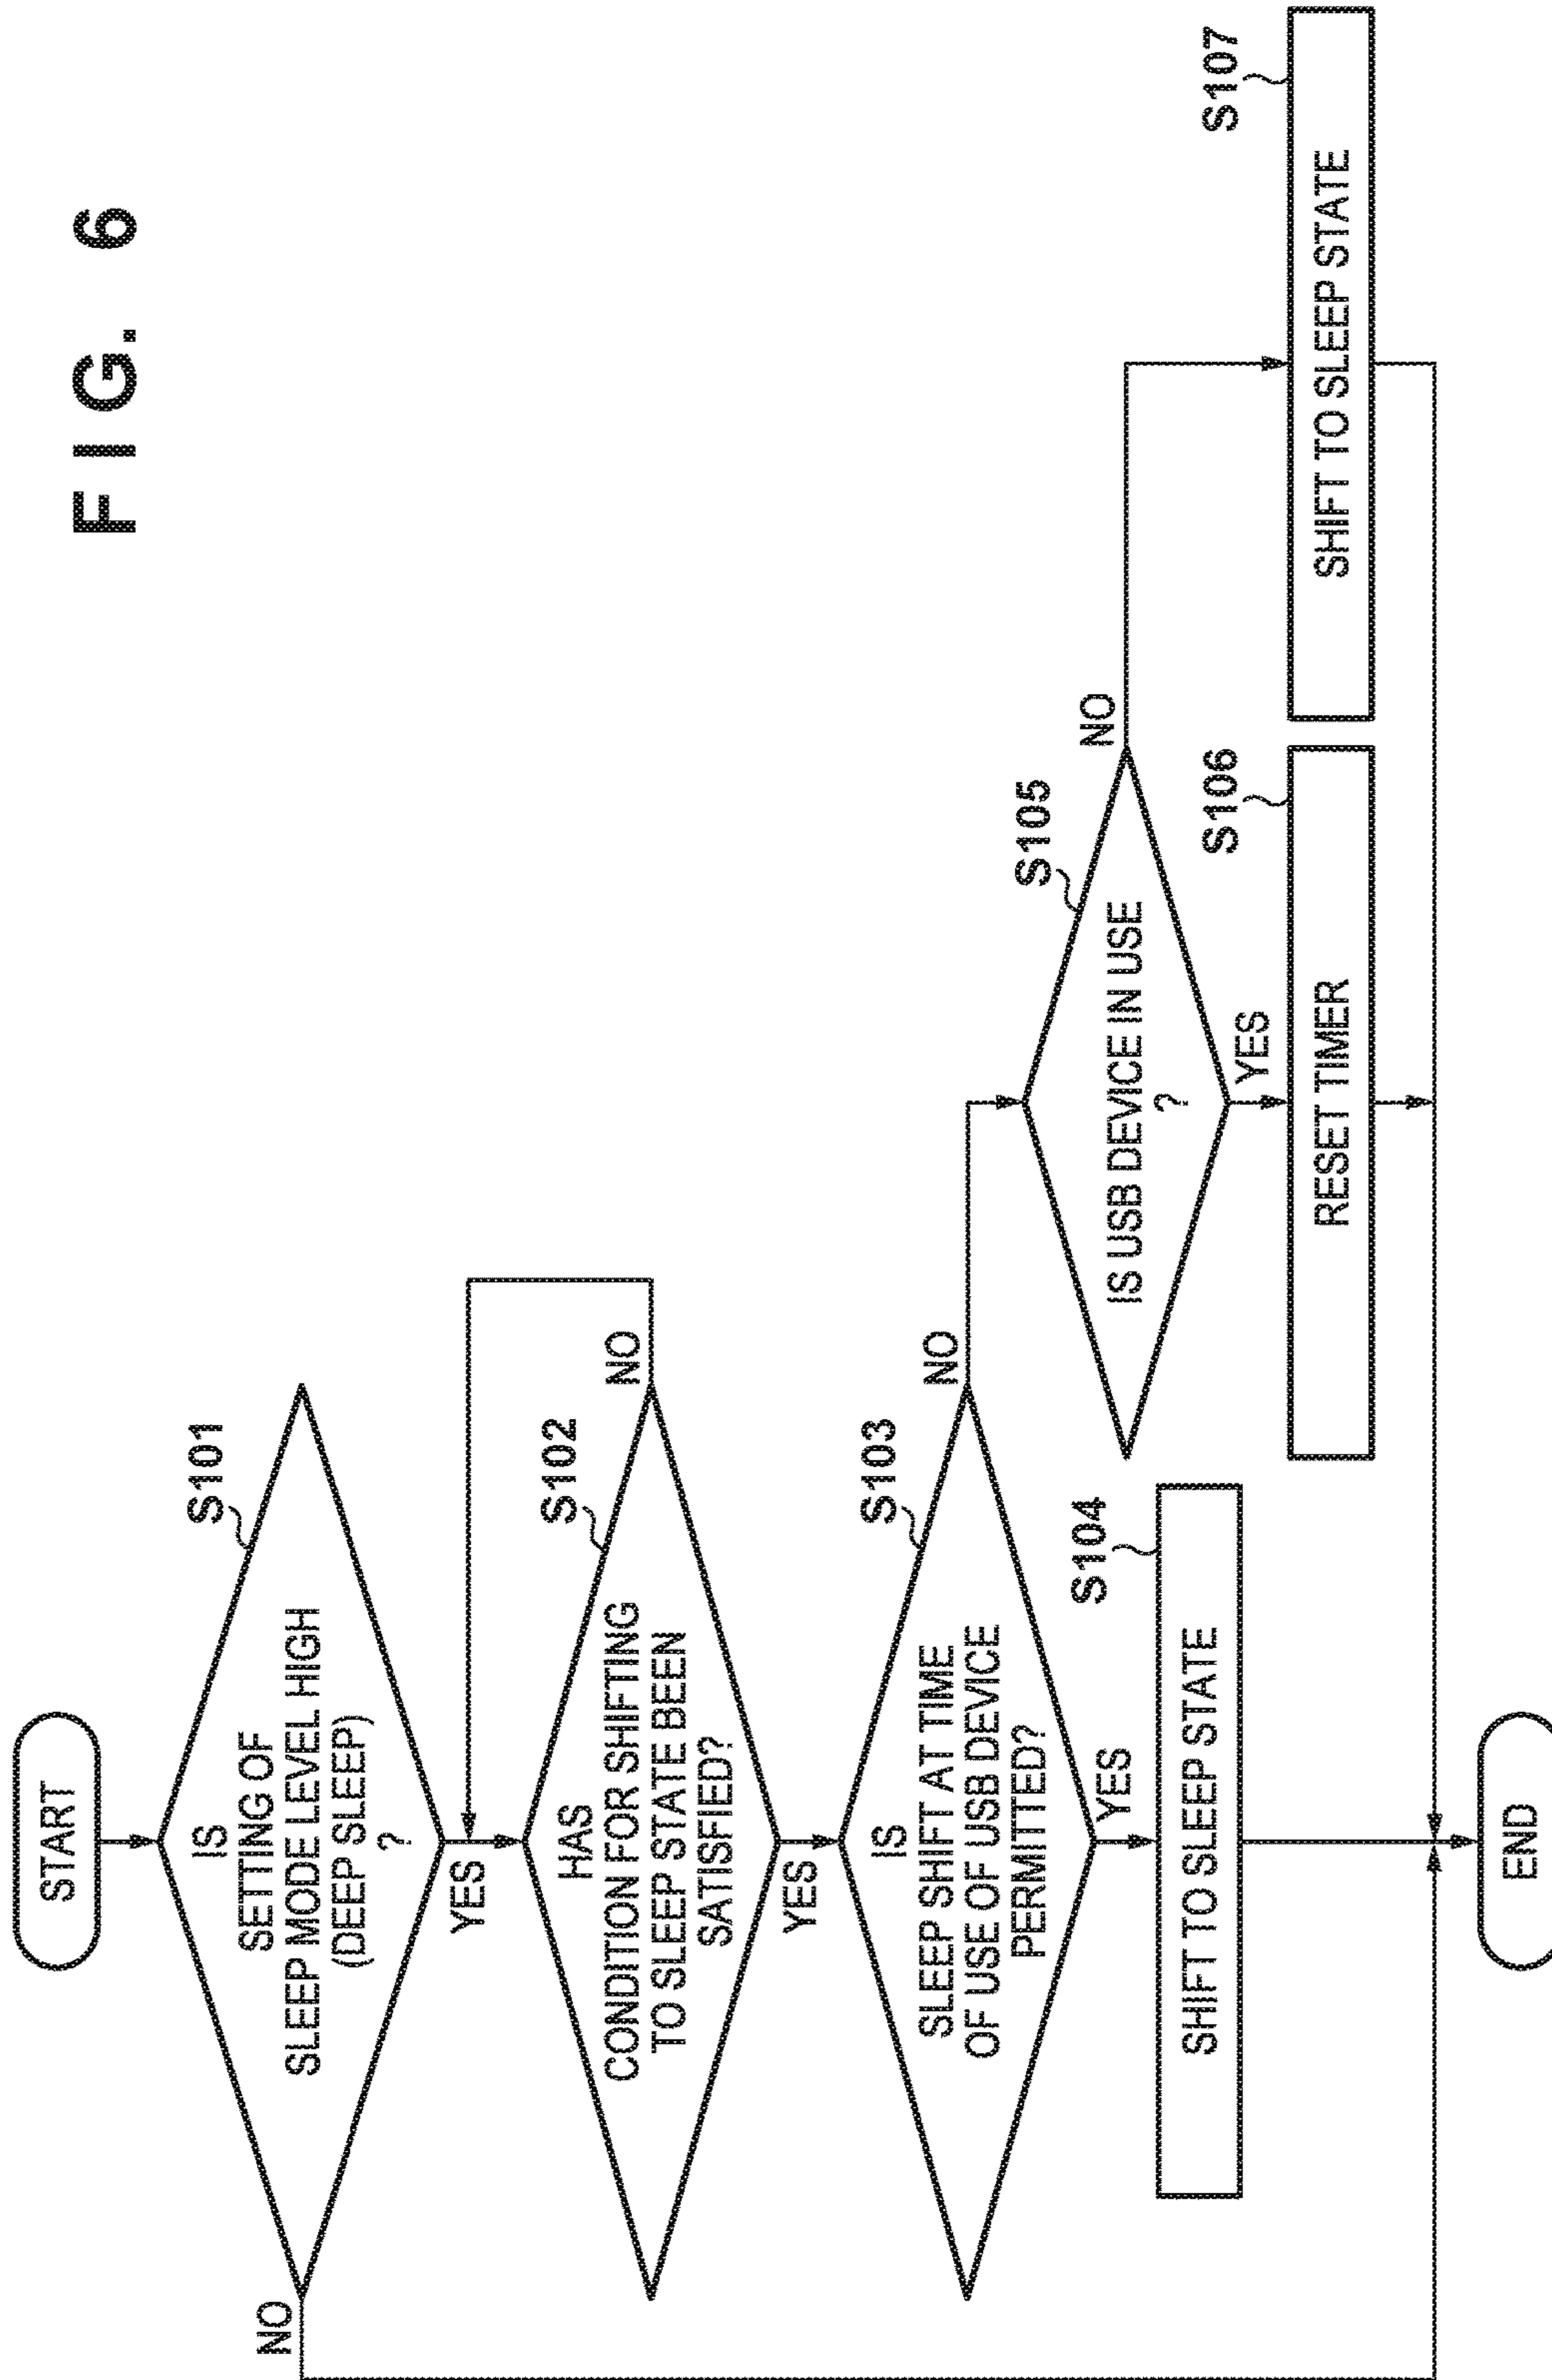 FIG. 6
START
S101
IS
SETTING OF
SLEEP MODE LEVEL HIGH
(DEEP SLEEP)
?
NO
YES
S102
HAS
CONDITION FOR SHIFTING
TO SLEEP STATE BEEN
SATISFIED?
NO
YES
S103
IS
SLEEP SHIFT AT TIME
OF USE OF USB DEVICE
PERMITTED?
NO
YES
S104
SHIFT TO SLEEP STATE
S105
IS USB DEVICE IN USE
?
NO
YES
S106
RESET TIMER
S107
SHIFT TO SLEEP STATE
END